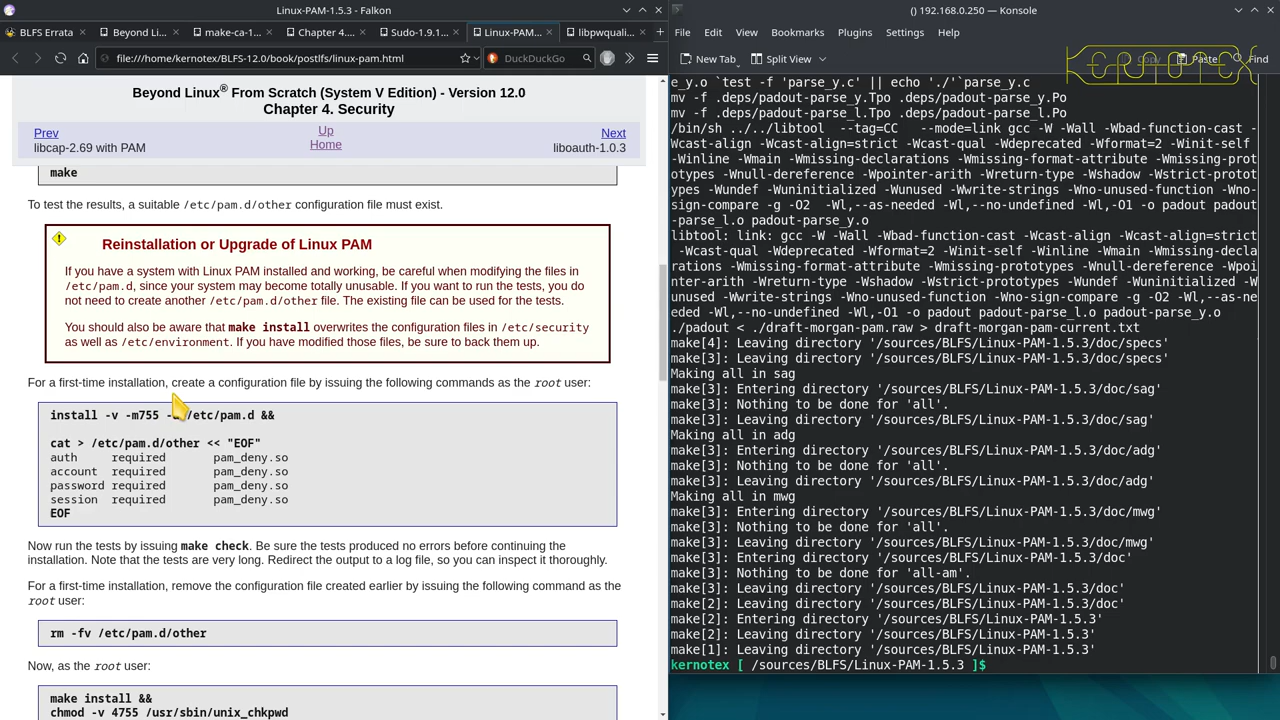 Linux-PAM-1.5.3 - Falkon
BLFS Errata
Beyond Li...
make-ca-1...
Chapter 4....
Sudo-1.9.1...
Linux-PAM...
libpwqualit...
file:///home/kernotex/BLFS-12.0/postlfs/linux-pam.html
DuckDuckGo
Beyond Linux® From Scratch (System V Edition) - Version 12.0
Chapter 4. Security
Prev
Up
Next
libcap-2.69 with PAM
Home
liboauth-1.0.3
make
To test the results, a suitable /etc/pam.d/other configuration file must exist.
Reinstallation or Upgrade of Linux PAM
If you have a system with Linux PAM installed and working, be careful when modifying the files in
/etc/pam.d, since your system may become totally unusable. If you want to run the tests, you do
not need to create another /etc/pam.d/other file. The existing file can be used for the tests.
You should also be aware that make install overwrites the configuration files in /etc/security
as well as /etc/environment. If you have modified those files, be sure to back them up.
For a first-time installation, create a configuration file by issuing the following commands as the root user:
install -v -m755 - /etc/pam.d &&
cat > /etc/pam.d/other << "EOF"
auth required pam_deny.so
account required pam_deny.so
password required pam_deny.so
session required pam_deny.so
EOF
Now run the tests by issuing make check. Be sure the tests produced no errors before continuing the
installation. Note that the tests are very long. Redirect the output to a log file, so you can inspect it thoroughly.
For a first-time installation, remove the configuration file created earlier by issuing the following command as the
root user:
rm -fv /etc/pam.d/other
Now, as the root user:
make install &&
chmod -v 4755 /usr/sbin/unix_chkpwd
() 192.168.0.250 — Konsole
File Edit View Bookmarks Plugins Settings Help
New Tab Split View Copy Paste Find
KERNOTEX
e_y.o `test -f 'parse_y.c' || echo './'`parse_y.c
mv -f .deps/padout-parse_y.Tpo .deps/padout-parse_y.Po
mv -f .deps/padout-parse_l.Tpo .deps/padout-parse_l.Po
/bin/sh ../../libtool --tag=CC --mode=link gcc -W -Wall -Wbad-function-cast -
Wcast-align -Wcast-align=strict -Wcast-qual -Wdeprecated -Wformat=2 -Winit-self
-Winline -Wmain -Wmissing-declarations -Wmissing-format-attribute -Wmissing-prot
otypes -Wnull-dereference -Wpointer-arith -Wreturn-type -Wshadow -Wstrict-protot
ypes -Wundef -Wuninitialized -Wunused -Wwrite-strings -Wno-unused-function -Wno-
sign-compare -g -O2 -Wl,--as-needed -Wl,--no-undefined -Wl,-O1 -o padout padout
-parse_l.o padout-parse_y.o
libtool: link: gcc -W -Wall -Wbad-function-cast -Wcast-align -Wcast-align=strict
-Wcast-qual -Wdeprecated -Wformat=2 -Winit-self -Winline -Wmain -Wmissing-decla
rations -Wmissing-format-attribute -Wmissing-prototypes -Wnull-dereference -Wpoi
nter-arith -Wreturn-type -Wshadow -Wstrict-prototypes -Wundef -Wuninitialized -W
unused -Wwrite-strings -Wno-unused-function -Wno-sign-compare -g -O2 -Wl,--as-ne
eded -Wl,--no-undefined -Wl,-O1 -o padout padout-parse_l.o padout-parse_y.o
./padout < ./draft-morgan-pam.raw > draft-morgan-pam-current.txt
make[4]: Leaving directory '/sources/BLFS/Linux-PAM-1.5.3/doc/specs'
make[3]: Leaving directory '/sources/BLFS/Linux-PAM-1.5.3/doc/specs'
Making all in sag
make[3]: Entering directory '/sources/BLFS/Linux-PAM-1.5.3/doc/sag'
make[3]: Nothing to be done for 'all'.
make[3]: Leaving directory '/sources/BLFS/Linux-PAM-1.5.3/doc/sag'
Making all in adg
make[3]: Entering directory '/sources/BLFS/Linux-PAM-1.5.3/doc/adg'
make[3]: Nothing to be done for 'all'.
make[3]: Leaving directory '/sources/BLFS/Linux-PAM-1.5.3/doc/adg'
Making all in mwg
make[3]: Entering directory '/sources/BLFS/Linux-PAM-1.5.3/doc/mwg'
make[3]: Nothing to be done for 'all'.
make[3]: Leaving directory '/sources/BLFS/Linux-PAM-1.5.3/doc/mwg'
make[3]: Entering directory '/sources/BLFS/Linux-PAM-1.5.3/doc'
make[3]: Nothing to be done for 'all-am'.
make[3]: Leaving directory '/sources/BLFS/Linux-PAM-1.5.3/doc'
make[2]: Leaving directory '/sources/BLFS/Linux-PAM-1.5.3/doc'
make[2]: Entering directory '/sources/BLFS/Linux-PAM-1.5.3'
make[2]: Leaving directory '/sources/BLFS/Linux-PAM-1.5.3'
make[1]: Leaving directory '/sources/BLFS/Linux-PAM-1.5.3'
kernotex [ /sources/BLFS/Linux-PAM-1.5.3 ]$